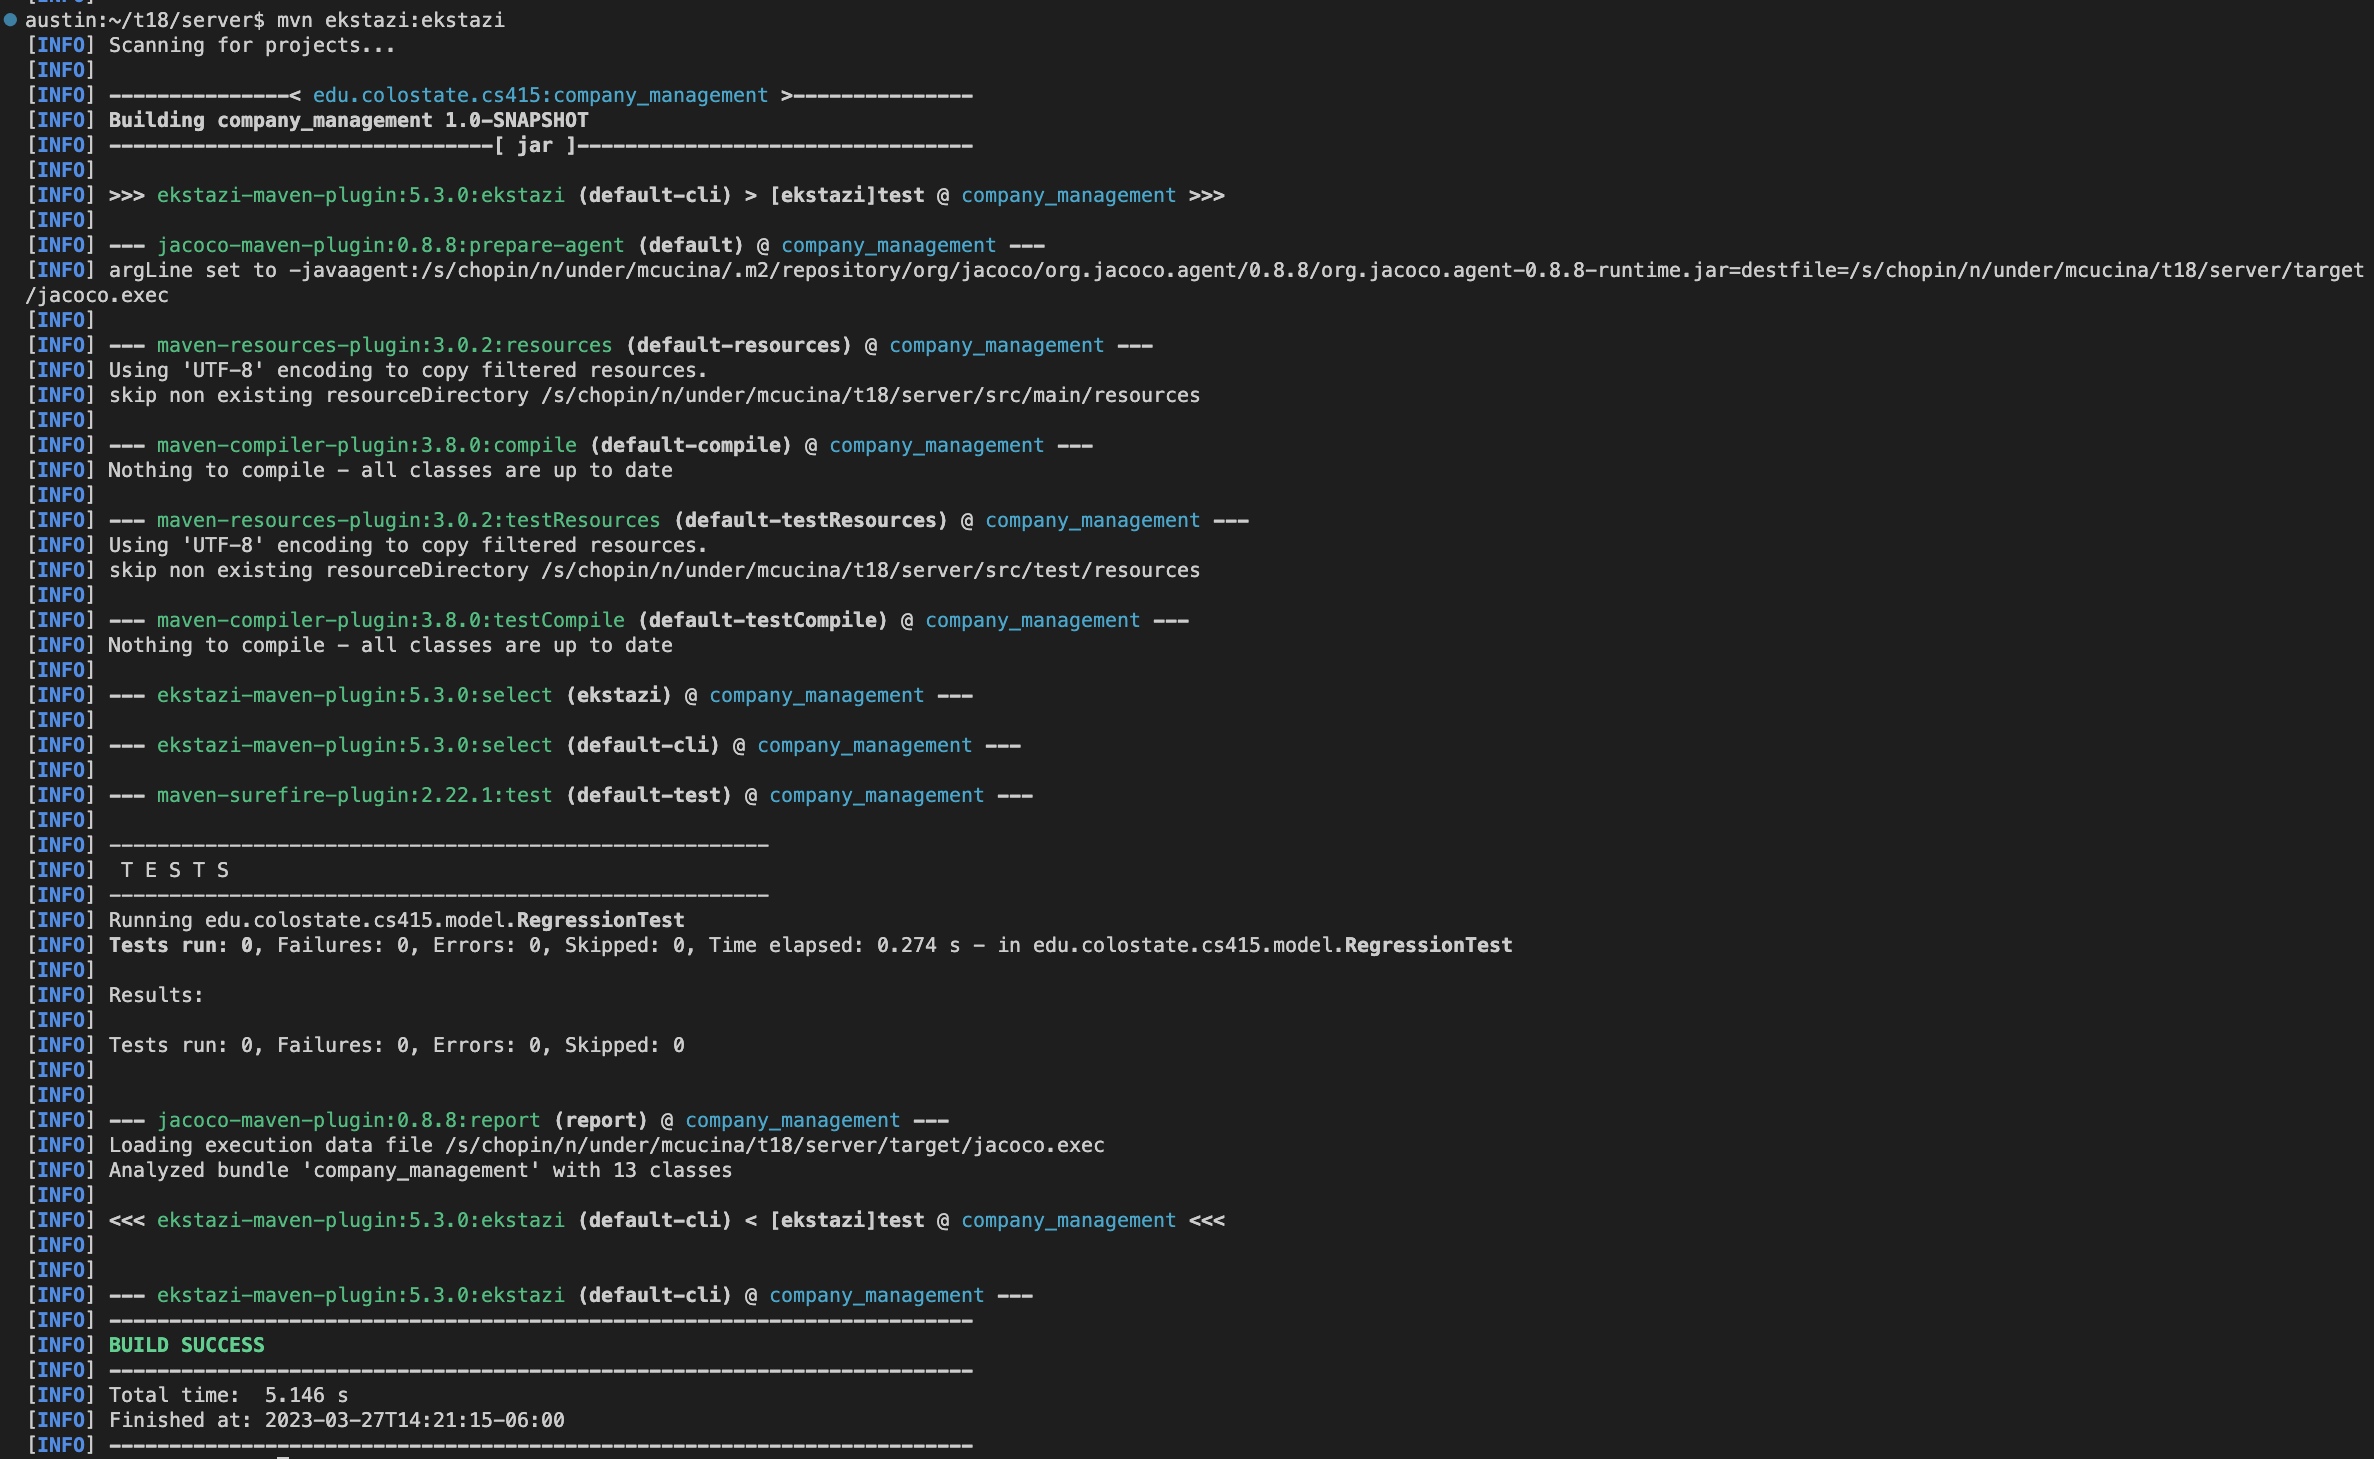 austin:~/t18/server$ mvn ekstazi:ekstazi
[INFO] Scanning for projects...
[INFO]
[INFO] ---------------< edu.colostate.cs415:company_management >---------------
[INFO] Building company_management 1.0-SNAPSHOT
[INFO] --------------------------------[ jar ]---------------------------------
[INFO]
[INFO] >>> ekstazi-maven-plugin:5.3.0:ekstazi (default-cli) > [ekstazi]test @ company_management >>>
[INFO]
[INFO] --- jacoco-maven-plugin:0.8.8:prepare-agent (default) @ company_management ---
[INFO] argLine set to -javaagent:/s/chopin/n/under/mcucina/.m2/repository/org/jacoco/org.jacoco.agent/0.8.8/org.jacoco.agent-0.8.8-runtime.jar=destfile=/s/chopin/n/under/mcucina/t18/server/target
/jacoco.exec
[INFO]
[INFO] --- maven-resources-plugin:3.0.2:resources (default-resources) @ company_management ---
[INFO] Using 'UTF-8' encoding to copy filtered resources.
[INFO] skip non existing resourceDirectory /s/chopin/n/under/mcucina/t18/server/src/main/resources
[INFO]
[INFO] --- maven-compiler-plugin:3.8.0:compile (default-compile) @ company_management ---
[INFO] Nothing to compile - all classes are up to date
[INFO]
[INFO] --- maven-resources-plugin:3.0.2:testResources (default-testResources) @ company_management ---
[INFO] Using 'UTF-8' encoding to copy filtered resources.
[INFO] skip non existing resourceDirectory /s/chopin/n/under/mcucina/t18/server/src/test/resources
[INFO]
[INFO] --- maven-compiler-plugin:3.8.0:testCompile (default-testCompile) @ company_management ---
[INFO] Nothing to compile - all classes are up to date
[INFO]
[INFO] --- ekstazi-maven-plugin:5.3.0:select (ekstazi) @ company_management ---
[INFO]
[INFO] --- ekstazi-maven-plugin:5.3.0:select (default-cli) @ company_management ---
[INFO]
[INFO] --- maven-surefire-plugin:2.22.1:test (default-test) @ company_management ---
[INFO]
[INFO] -------------------------------------------------------
[INFO]  T E S T S
[INFO] -------------------------------------------------------
[INFO] Running edu.colostate.cs415.model.RegressionTest
[INFO] Tests run: 0, Failures: 0, Errors: 0, Skipped: 0, Time elapsed: 0.274 s - in edu.colostate.cs415.model.RegressionTest
[INFO]
[INFO] Results:
[INFO]
[INFO] Tests run: 0, Failures: 0, Errors: 0, Skipped: 0
[INFO]
[INFO]
[INFO] --- jacoco-maven-plugin:0.8.8:report (report) @ company_management ---
[INFO] Loading execution data file /s/chopin/n/under/mcucina/t18/server/target/jacoco.exec
[INFO] Analyzed bundle 'company_management' with 13 classes
[INFO]
[INFO] <<< ekstazi-maven-plugin:5.3.0:ekstazi (default-cli) < [ekstazi]test @ company_management <<<
[INFO]
[INFO]
[INFO] --- ekstazi-maven-plugin:5.3.0:ekstazi (default-cli) @ company_management ---
[INFO] ------------------------------------------------------------------------
[INFO] BUILD SUCCESS
[INFO] ------------------------------------------------------------------------
[INFO] Total time:  5.146 s
[INFO] Finished at: 2023-03-27T14:21:15-06:00
[INFO] ------------------------------------------------------------------------